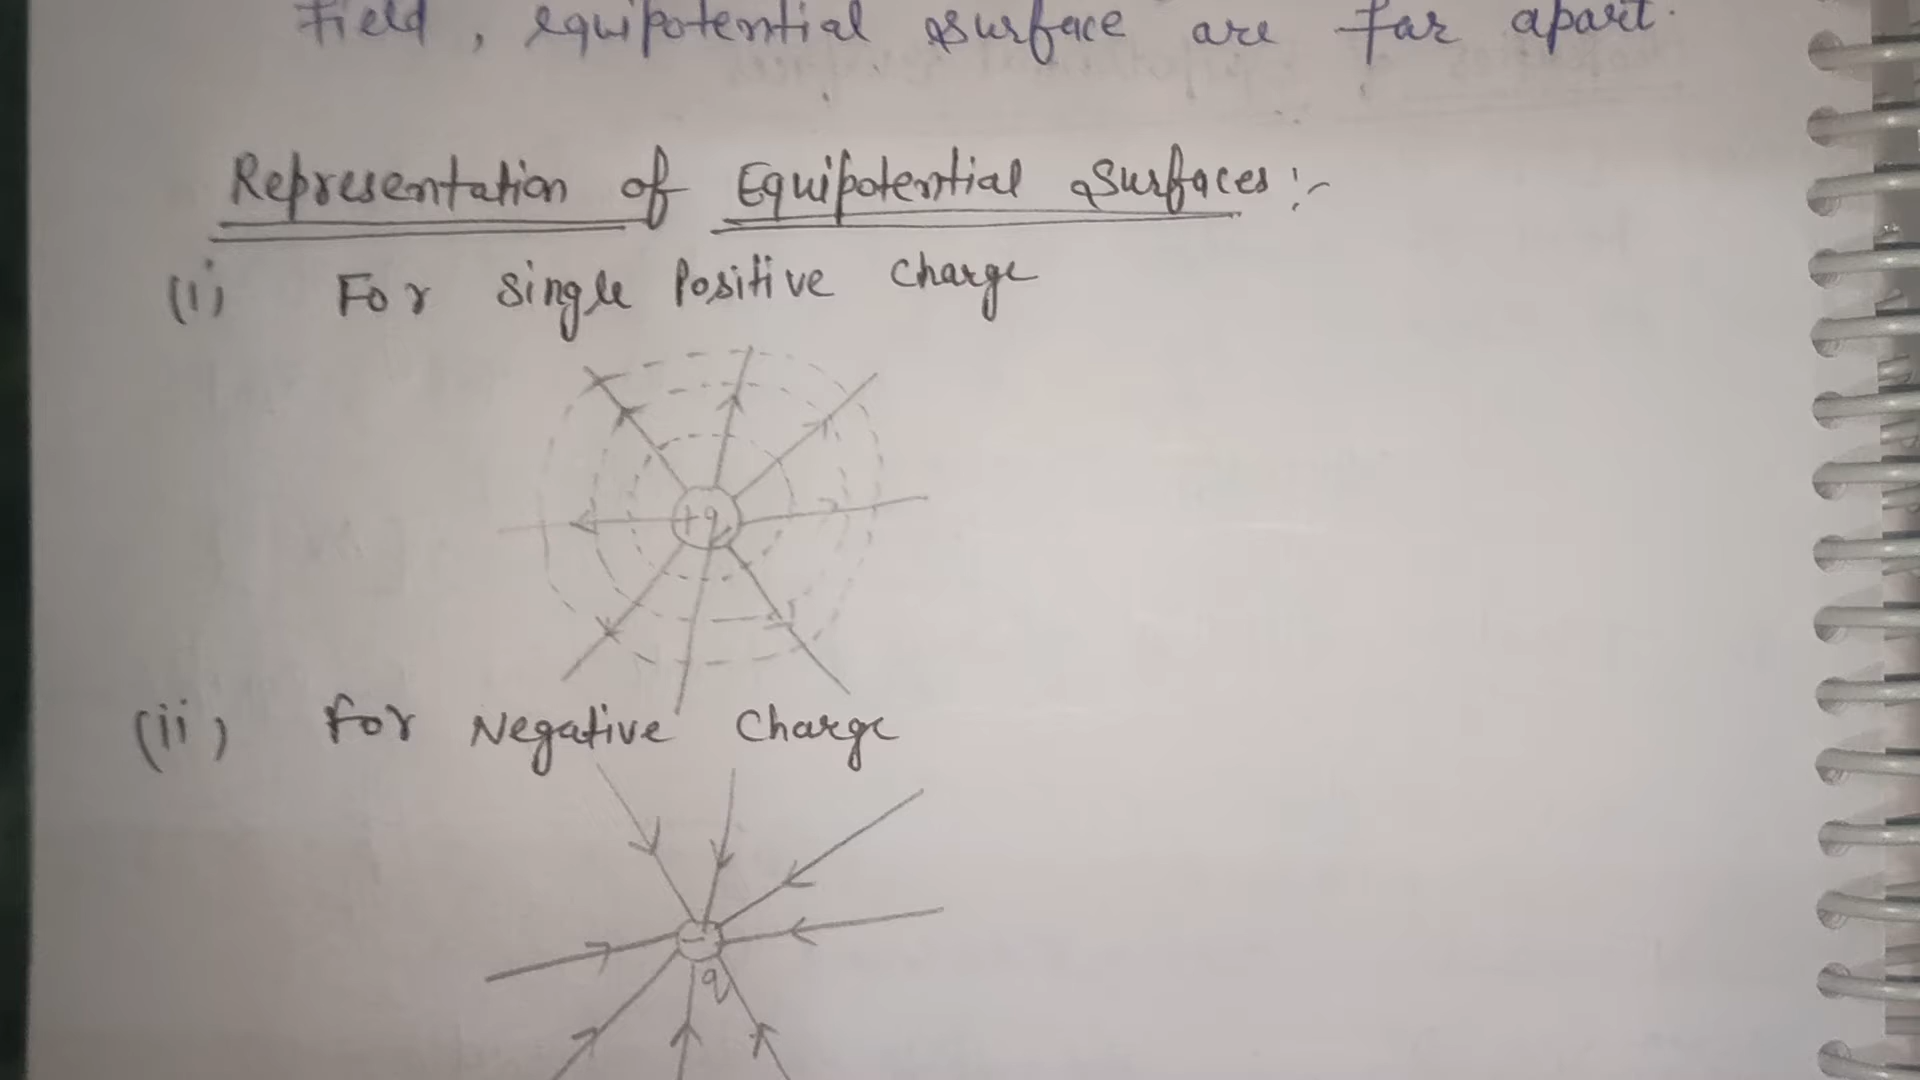 Field, equipotential surface are far apart.
Representation of Equipotential Surfaces :-
(i) For single Positive Charge
+q
(ii) For Negative Charge
-
q